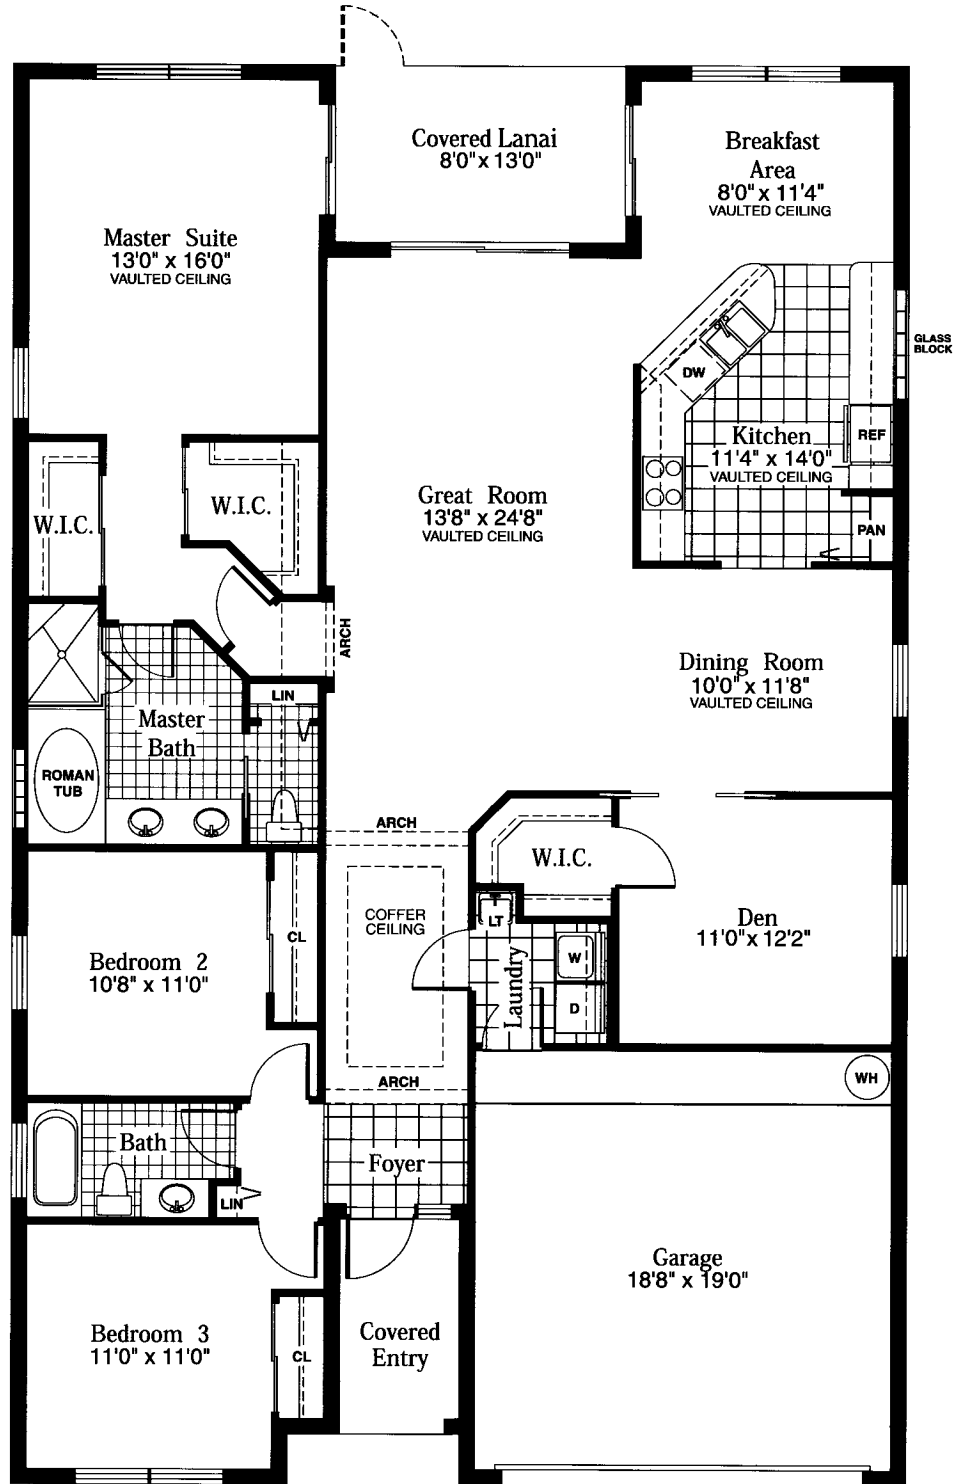 Covered Lanai
8'0" x 13'0"
Breakfast
Area
8'0" x 11'4"
VAULTED CEILING
Master Suite
13'0" x 16'0"
VAULTED CEILING
GLASS
BLOCK
DW
Kitchen
11'4" x 14'0"
VAULTED CEILING
REF
PAN
W.I.C.
W.I.C.
Great Room
13'8" x 24'8"
VAULTED CEILING
ARCH
Dining Room
10'0" x 11'8"
VAULTED CEILING
LIN
Master
Bath
ROMAN
TUB
ARCH
W.I.C.
COFFER
CEILING
LT
Den
11'0" x 12'2"
CL
Bedroom 2
10'8" x 11'0"
W
Laundry
D
ARCH
WH
Bath
Foyer
LIN
Garage
18'8" x 19'0"
Bedroom 3
11'0" x 11'0"
CL
Covered
Entry